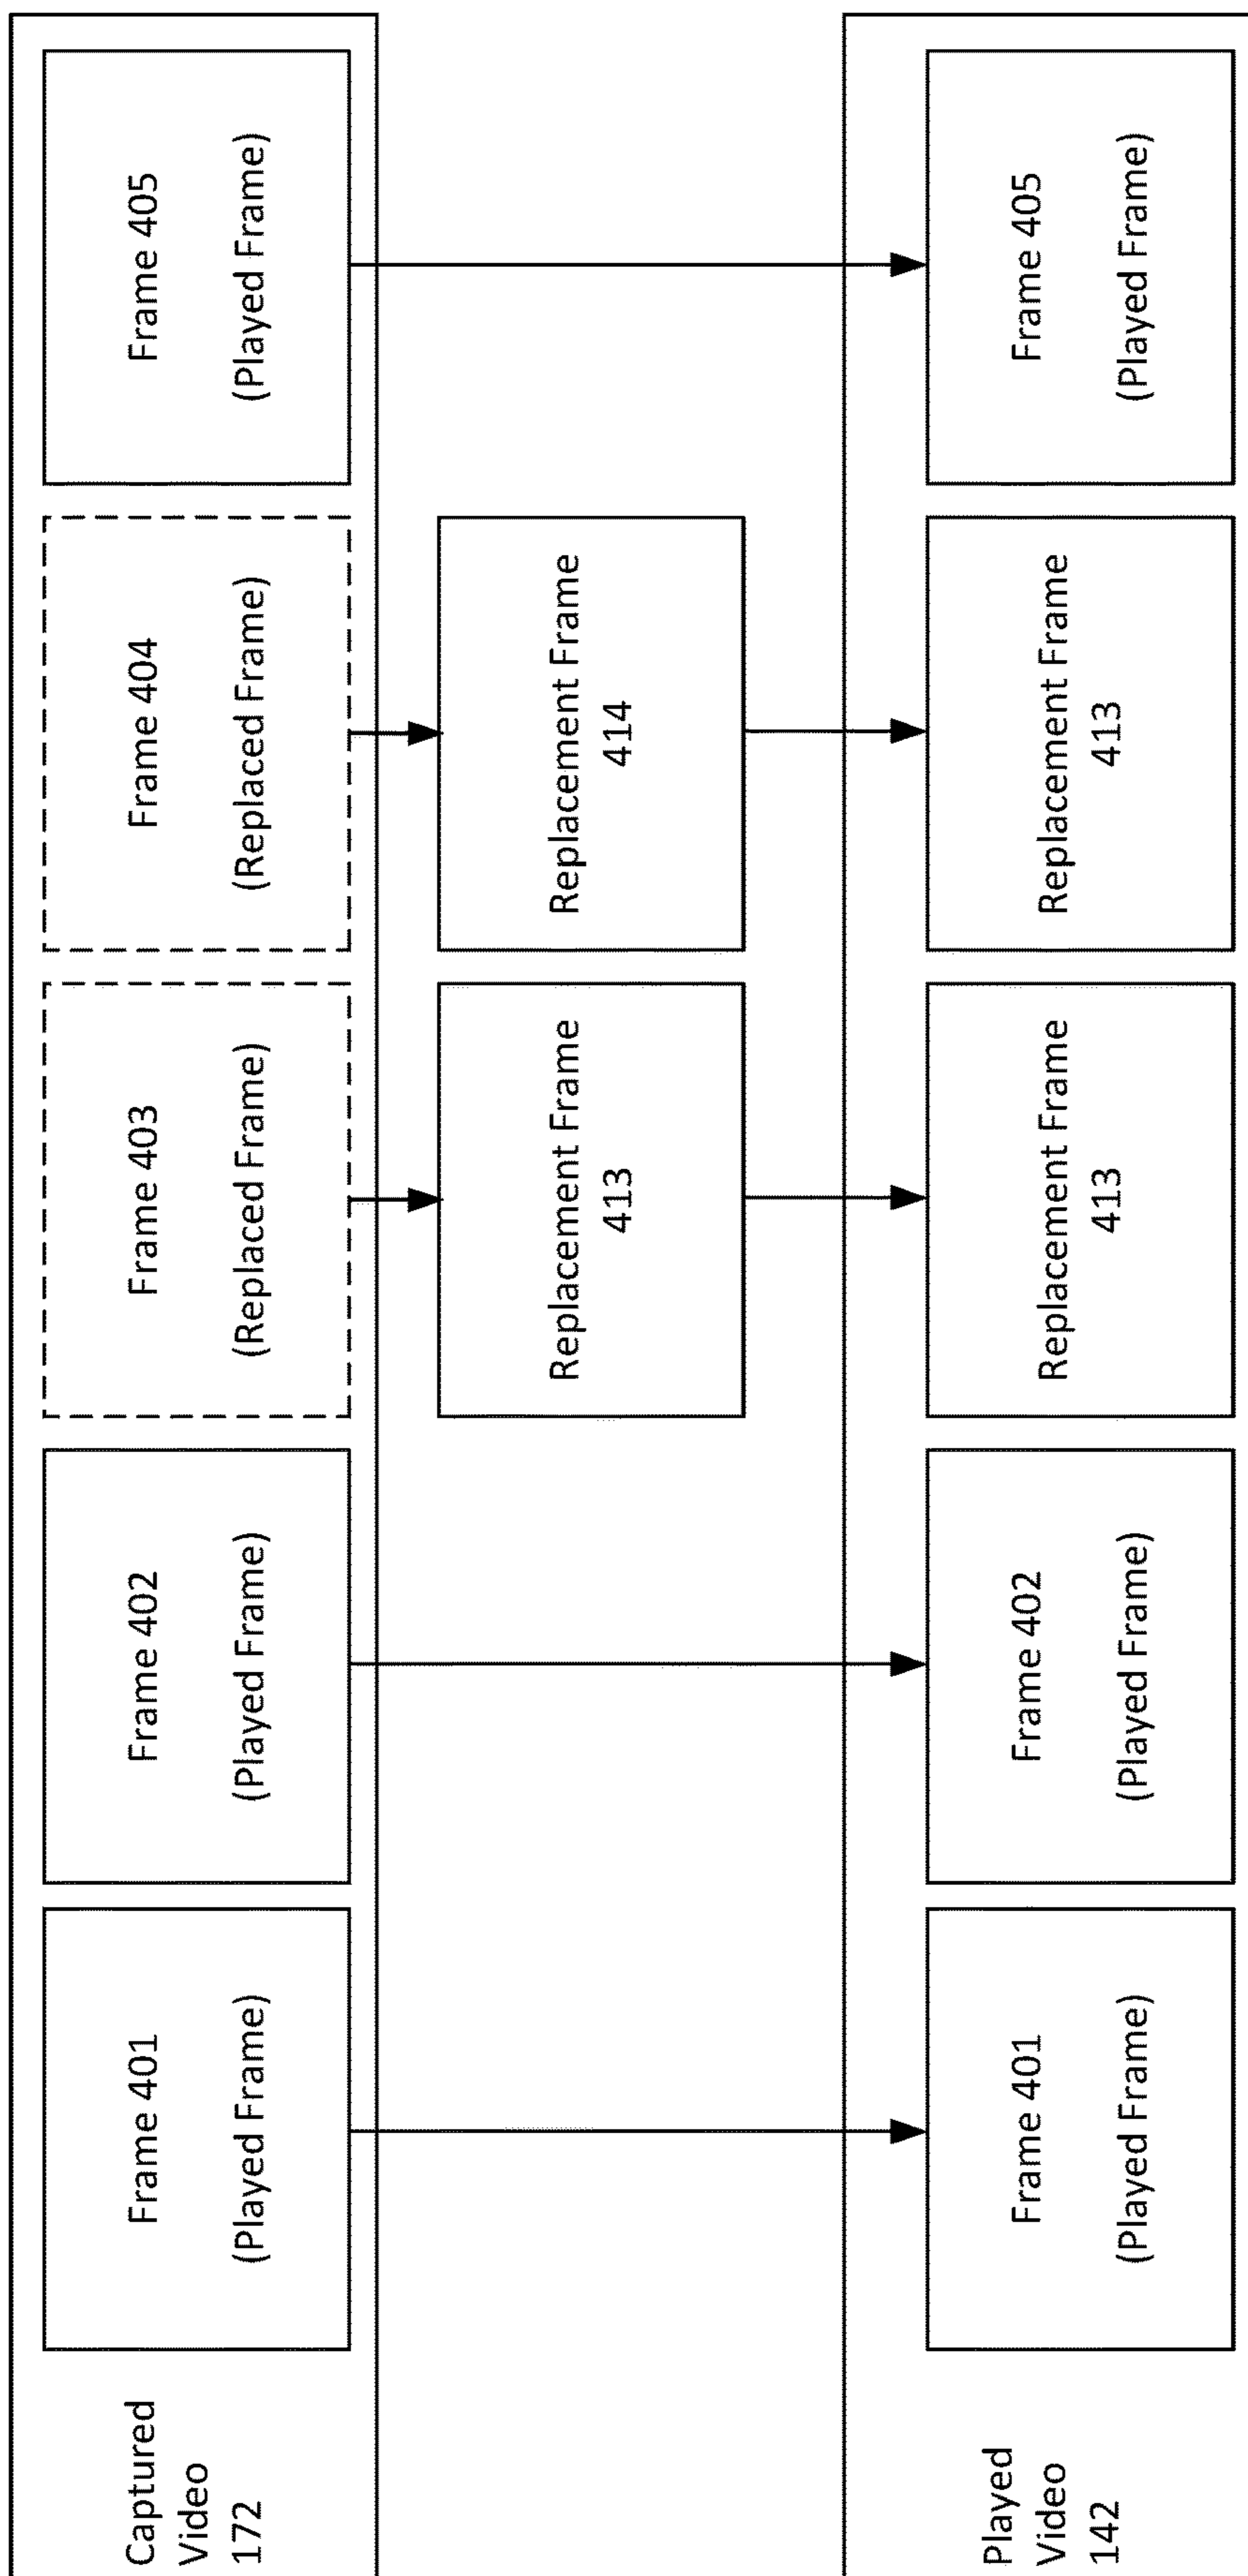 Captured
Video
172
Frame 401
(Played Frame)
Frame 402
(Played Frame)
Frame 403
(Replaced Frame)
Frame 404
(Replaced Frame)
Frame 405
(Played Frame)
Replacement Frame
413
Replacement Frame
414
Played
Video
142
Frame 401
(Played Frame)
Frame 402
(Played Frame)
Replacement Frame
413
Replacement Frame
413
Frame 405
(Played Frame)